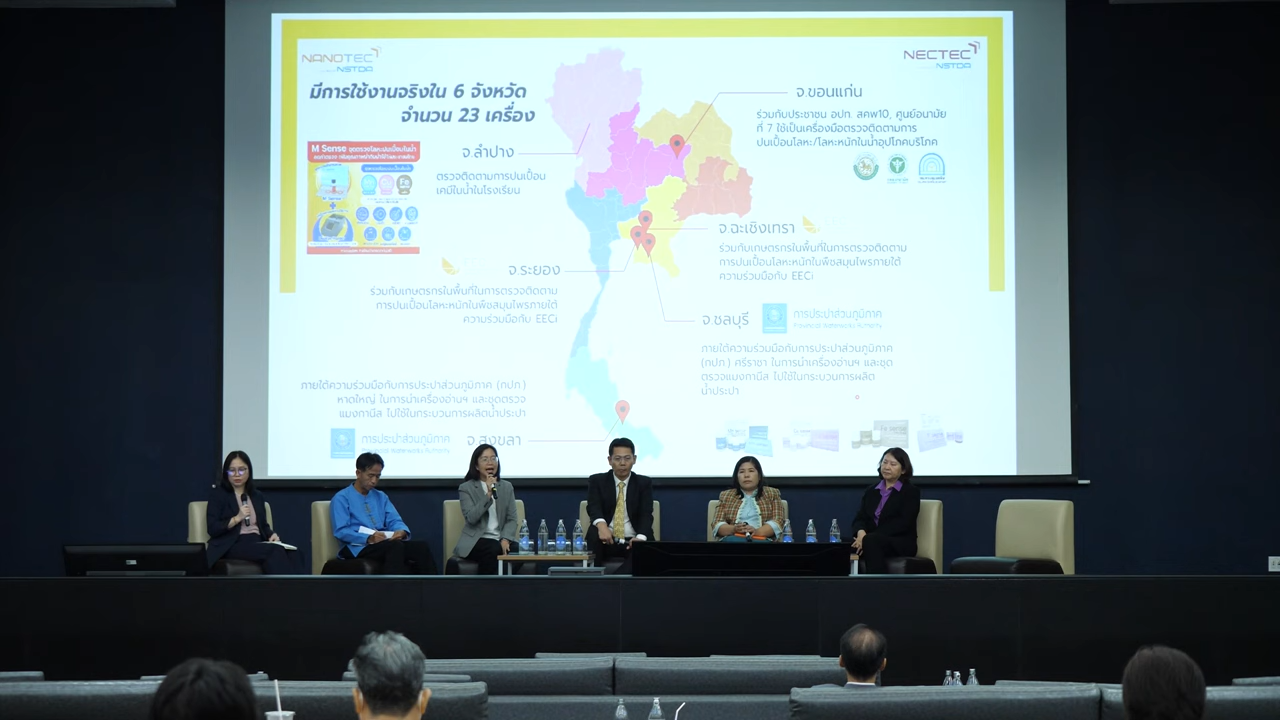 NANOTEC
NSTDA
NECTEC
NSTDA
มีการใช้งานจริงใน 6 จังหวัด
จำนวน 23 เครื่อง
M Sense ชุดตรวจโลหะปนเปื้อนในน้ำ
Fe
จ.ขอนแก่น
ร่วมกับประชาชน อปท. สคพ10, ศูนย์อนามัย
ที่ 7 ใช้เป็นเครื่องมือตรวจติดตามการ
ปนเปื้อนโลหะ/โลหะหนักในน้ำอุปโภคบริโภค
จ.ลำปาง
ตรวจติดตามการปนเปื้อน
เคมีในน้ำในโรงเรียน
จ.ฉะเชิงเทรา
ร่วมกับเกษตรกรในพื้นที่ในการตรวจติดตาม
การปนเปื้อนโลหะหนักในพืชสมุนไพรภายใต้
ความร่วมมือกับ EECi
จ.ระยอง
ร่วมกับเกษตรกรในพื้นที่ในการตรวจติดตาม
การปนเปื้อนโลหะหนักในพืชสมุนไพรภายใต้
ความร่วมมือกับ EECi
จ.ชลบุรี
การประปาส่วนภูมิภาค
Provincial Waterworks Authority
ภายใต้ความร่วมมือกับการประปาส่วนภูมิภาค
(กปภ.) ศรีราชา ในการนำเครื่องอ่านฯ และชุด
ตรวจแมงกานีส ไปใช้ในกระบวนการผลิต
น้ำประปา
ภายใต้ความร่วมมือกับการประปาส่วนภูมิภาค (กปภ.)
หาดใหญ่ ในการนำเครื่องอ่านฯ และชุดตรวจ
แมงกานีส ไปใช้ในกระบวนการผลิตน้ำประปา
การประปาส่วนภูมิภาค
Provincial Waterworks Authority
จ.สงขลา